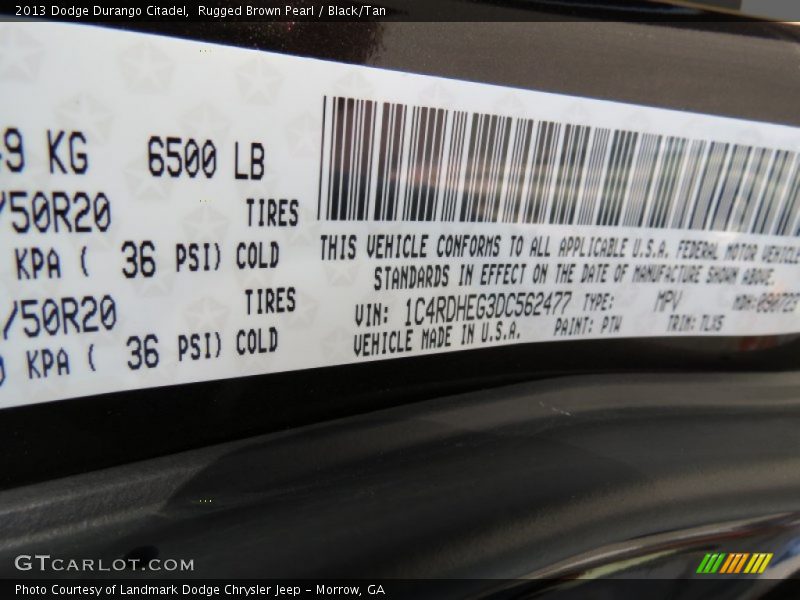 2013 Dodge Durango Citadel,  Rugged Brown Pearl / Black/Tan
9 KG 6500 LB
/50R20 TIRES
KPA ( 36 PSI) COLD
/50R20 TIRES
0 KPA ( 36 PSI) COLD
THIS VEHICLE CONFORMS TO ALL APPLICABLE U.S.A. FEDERAL MOTOR VEHICLE
STANDARDS IN EFFECT ON THE DATE OF MANUFACTURE SHOWN ABOVE.
VIN: 1C4RDHEG3DC562477 TYPE: MPV MDH:090723
VEHICLE MADE IN U.S.A. PAINT: PTW TRIM: TLX5
GTCARLOT.COM
Photo Courtesy of Landmark Dodge Chrysler Jeep - Morrow, GA